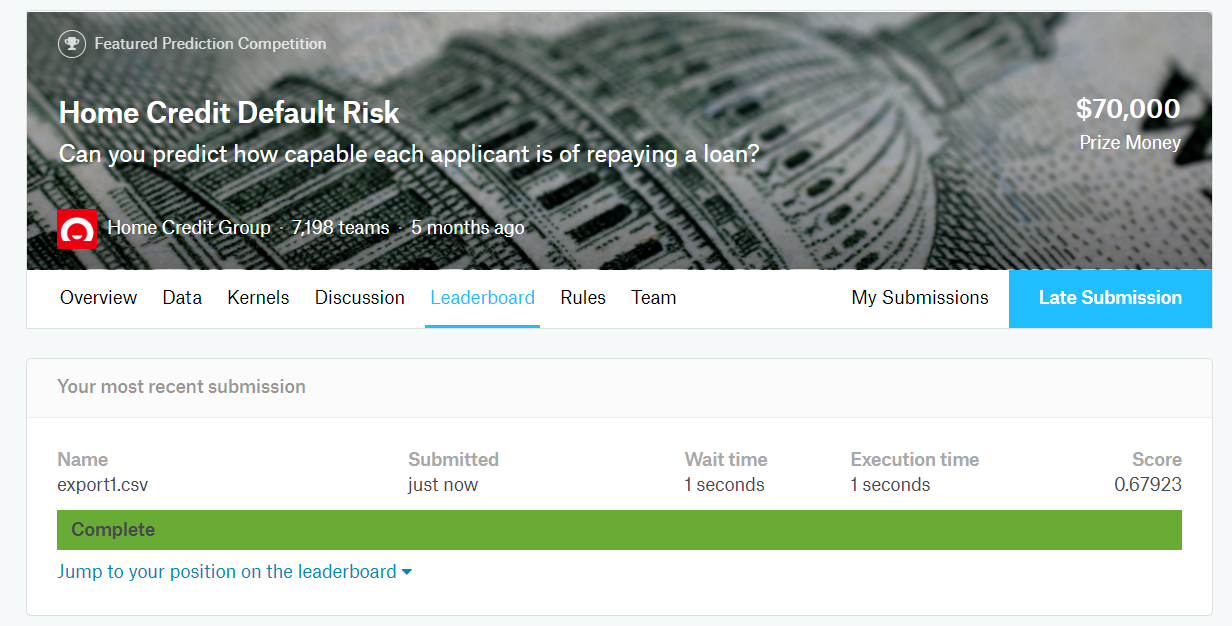 Featured Prediction Competition
Home Credit Default Risk
Can you predict how capable each applicant is of repaying a loan?
$70,000
Prize Money
Home Credit Group · 7,198 teams · 5 months ago
Overview Data Kernels Discussion Leaderboard Rules Team My Submissions Late Submission
Your most recent submission
Name Submitted Wait time Execution time Score
export1.csv just now 1 seconds 1 seconds 0.67923
Complete
Jump to your position on the leaderboard